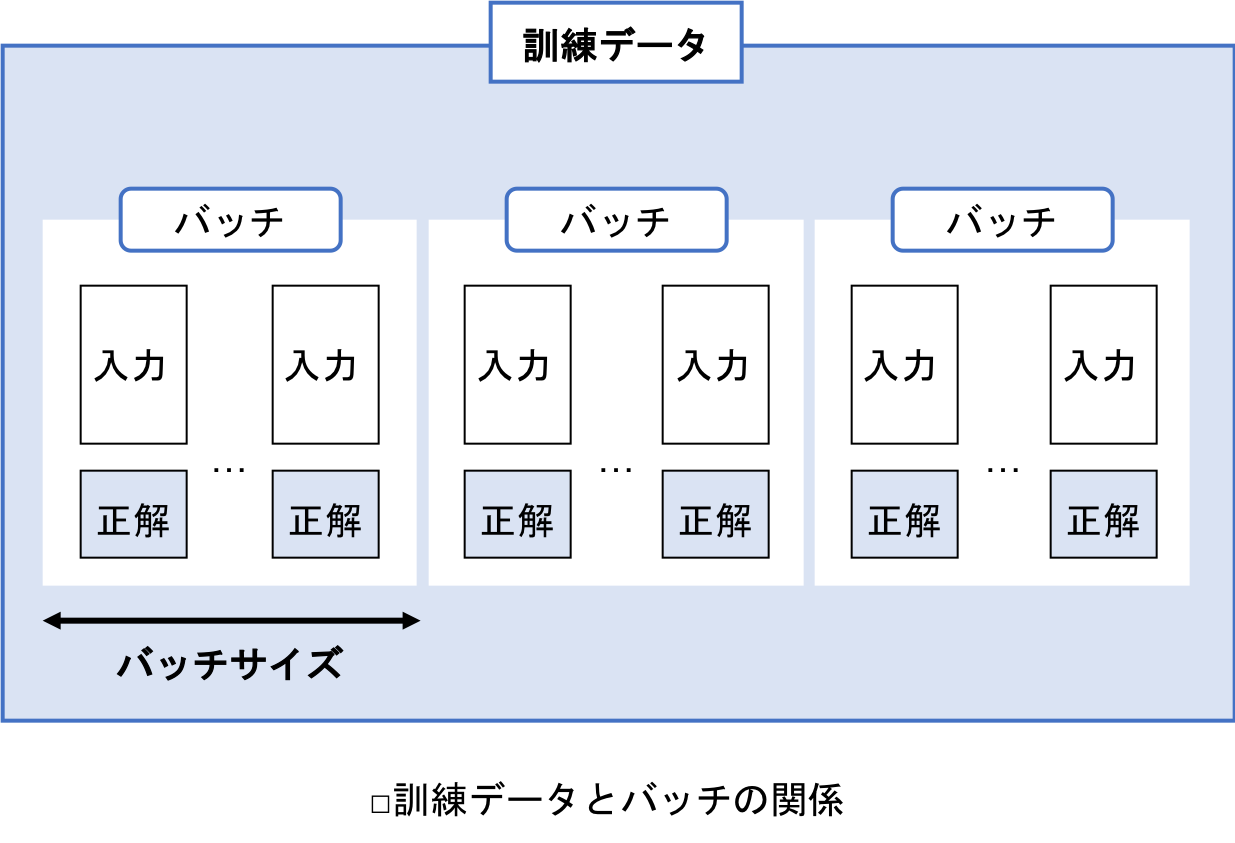 訓練データ
バッチ バッチ バッチ
入力 入力 入力 入力 入力 入力
… … …
正解 正解 正解 正解 正解 正解
バッチサイズ
□訓練データとバッチの関係